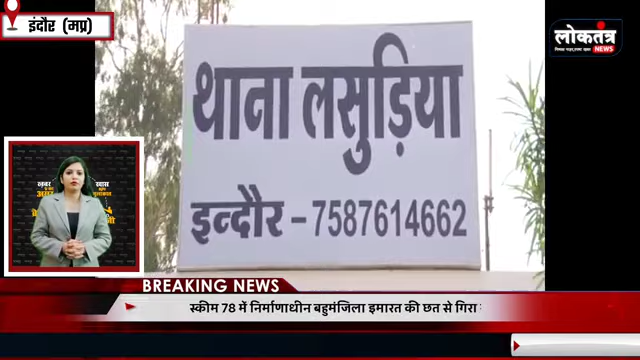 इंदौर (मप्र)
लोकतंत्र
NEWS
थाना लसुड़िया
इन्दौर – 7587614662
BREAKING NEWS
स्कीम 78 में निर्माणाधीन बहुमंजिला इमारत की छत से गिरा